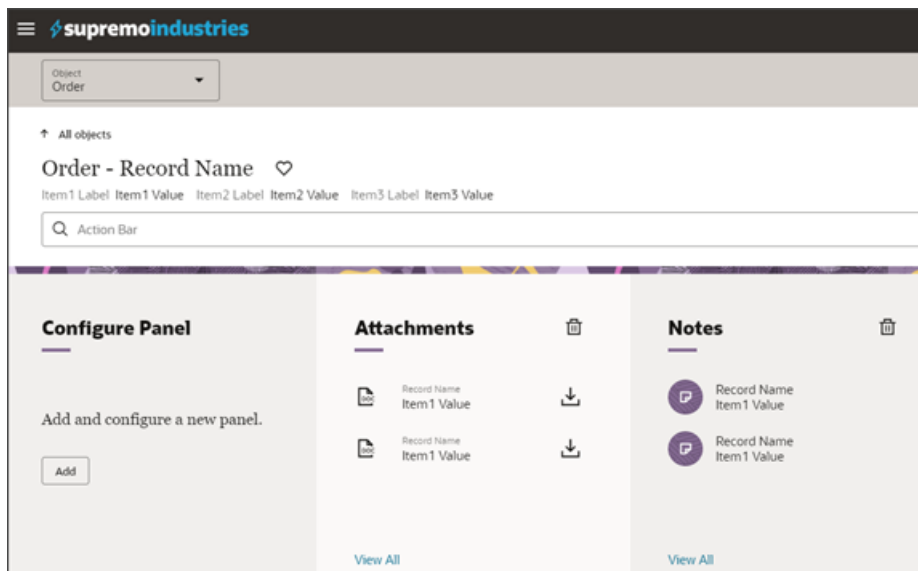 supremoindustries
Object
Order
All objects
Order - Record Name
Item1 Label Item1 Value Item2 Label Item2 Value Item3 Label Item3 Value
Action Bar
Configure Panel
Add and configure a new panel.
Add
Attachments
DOC
Record Name
Item1 Value
DOC
Record Name
Item1 Value
View All
Notes
Record Name
Item1 Value
Record Name
Item1 Value
View All